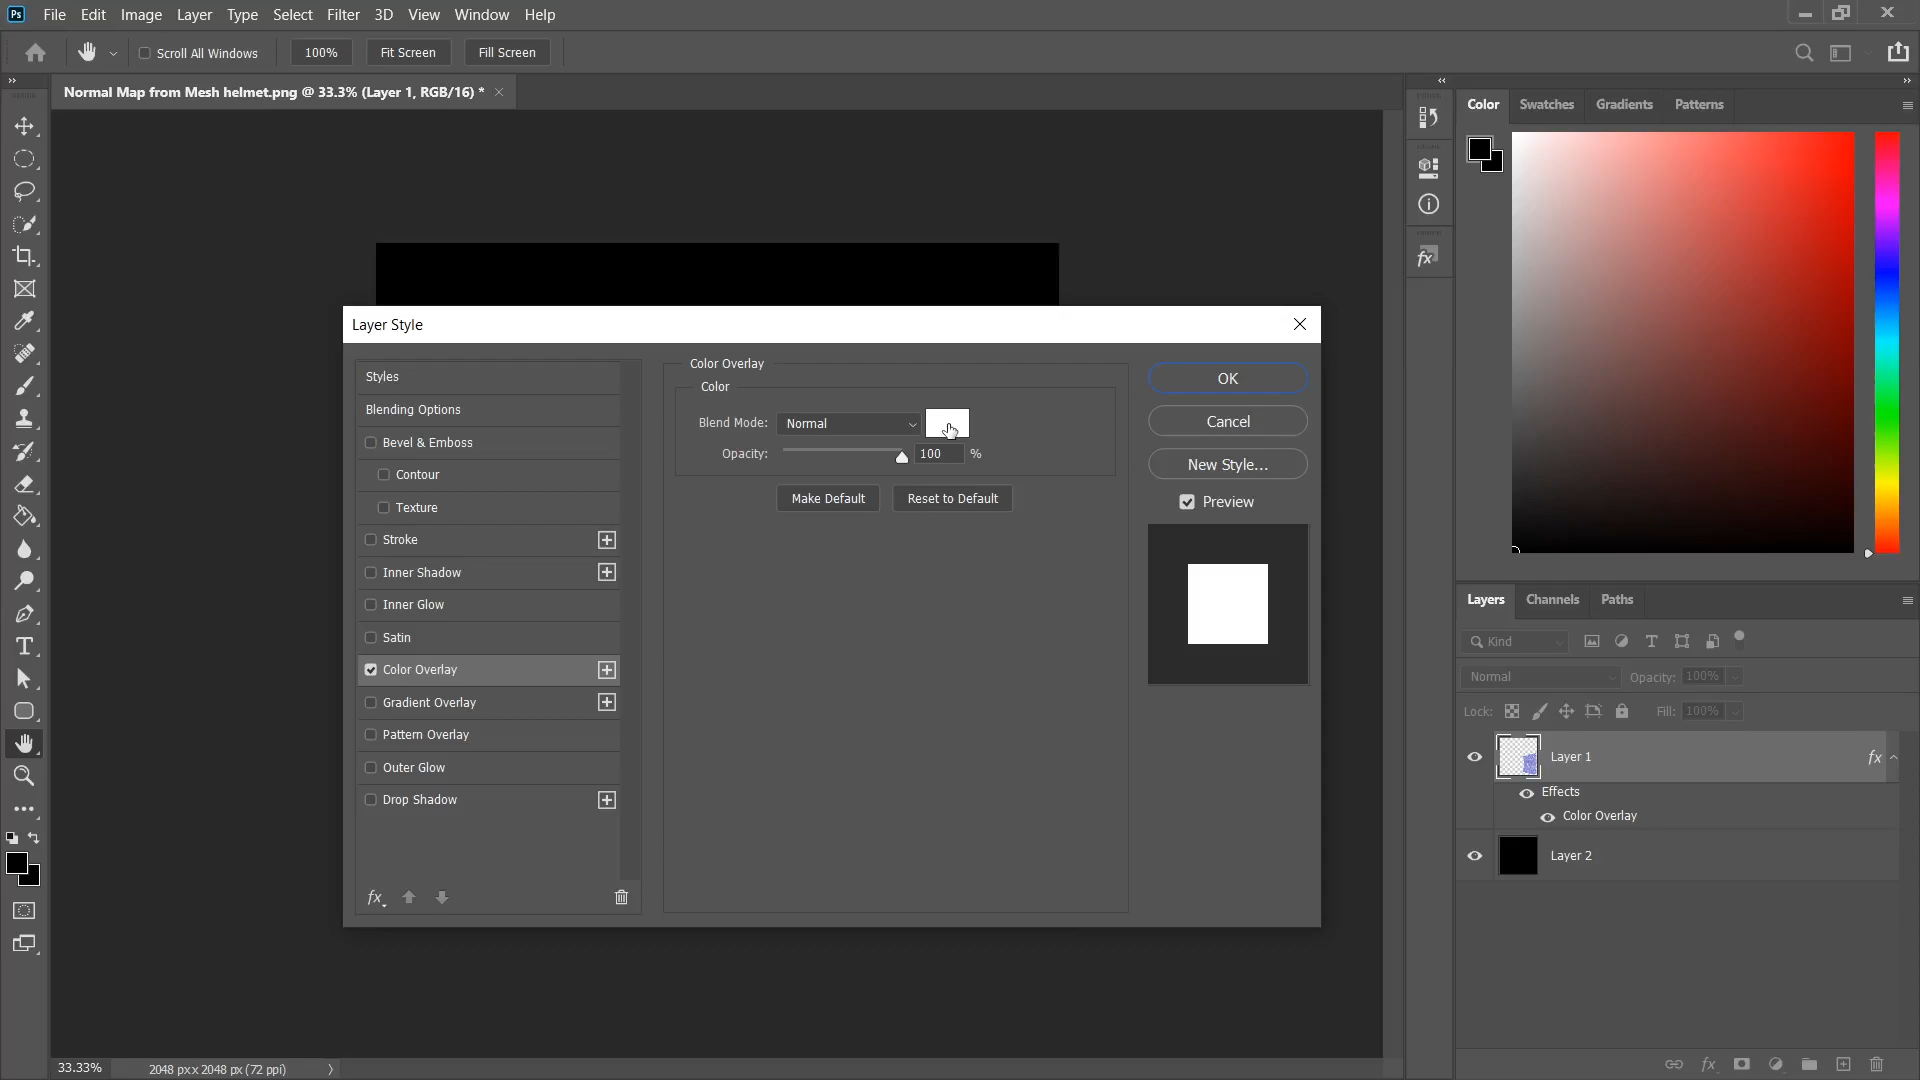 Ps File Edit Image Layer Type Select Filter 3D View Window Help
Scroll All Windows 100% Fit Screen Fill Screen
Normal Map from Mesh helmet.png @ 33.3% (Layer 1, RGB/16) *
Color Swatches Gradients Patterns
Layer Style
Styles
Blending Options
Bevel & Emboss
Contour
Texture
Stroke
Inner Shadow
Inner Glow
Satin
Color Overlay
Gradient Overlay
Pattern Overlay
Outer Glow
Drop Shadow
fx
Color Overlay
Color
Blend Mode: Normal
Opacity: 100 %
Make Default Reset to Default
OK
Cancel
New Style...
Preview
fx
Layers Channels Paths
Kind
Normal Opacity: 100%
Lock: Fill: 100%
Layer 1 fx
Effects
Color Overlay
Layer 2
fx
33.33% 2048 px x 2048 px (72 ppi)